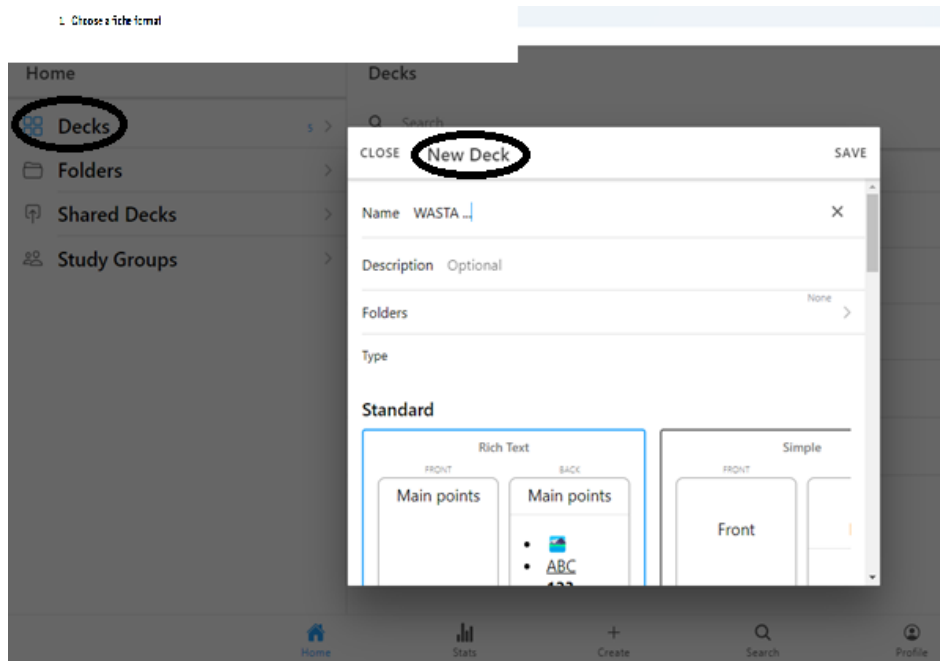 1. Choose a fiche format
Home
Decks
Decks
5
Search
Folders
Shared Decks
Study Groups
CLOSE
New Deck
SAVE
Name WASTA ...
Description Optional
Folders
None
Type
Standard
Rich Text
FRONT
BACK
Main points
Main points
ABC
Simple
FRONT
Front
Home
Stats
Create
Search
Profile